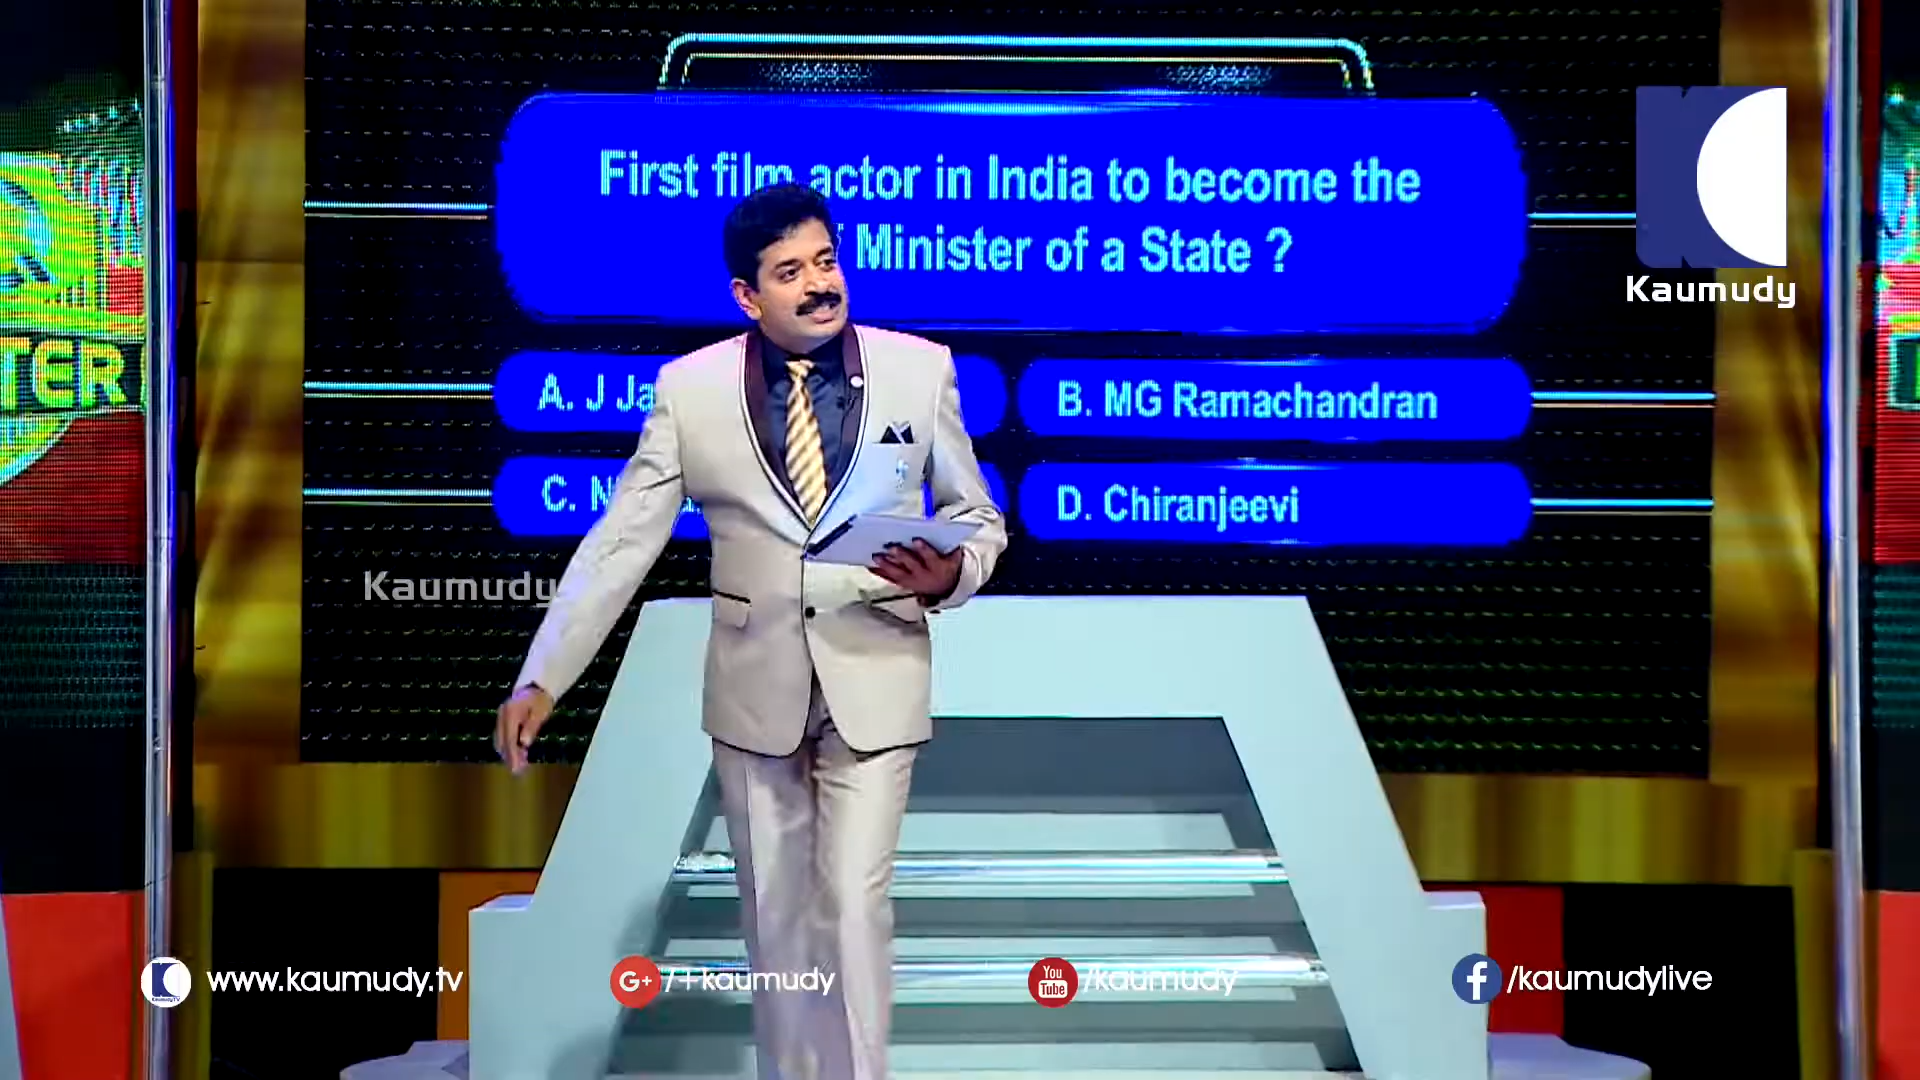 First film actor in India to become the
Minister of a State ?
A. J
B. MG Ramachandran
C.
D. Chiranjeevi
Kaumudy
Kaumudy
TER
www.kaumudy.tv
G+ /+kaumudy
You Tube /kaumudy
f /kaumudylive